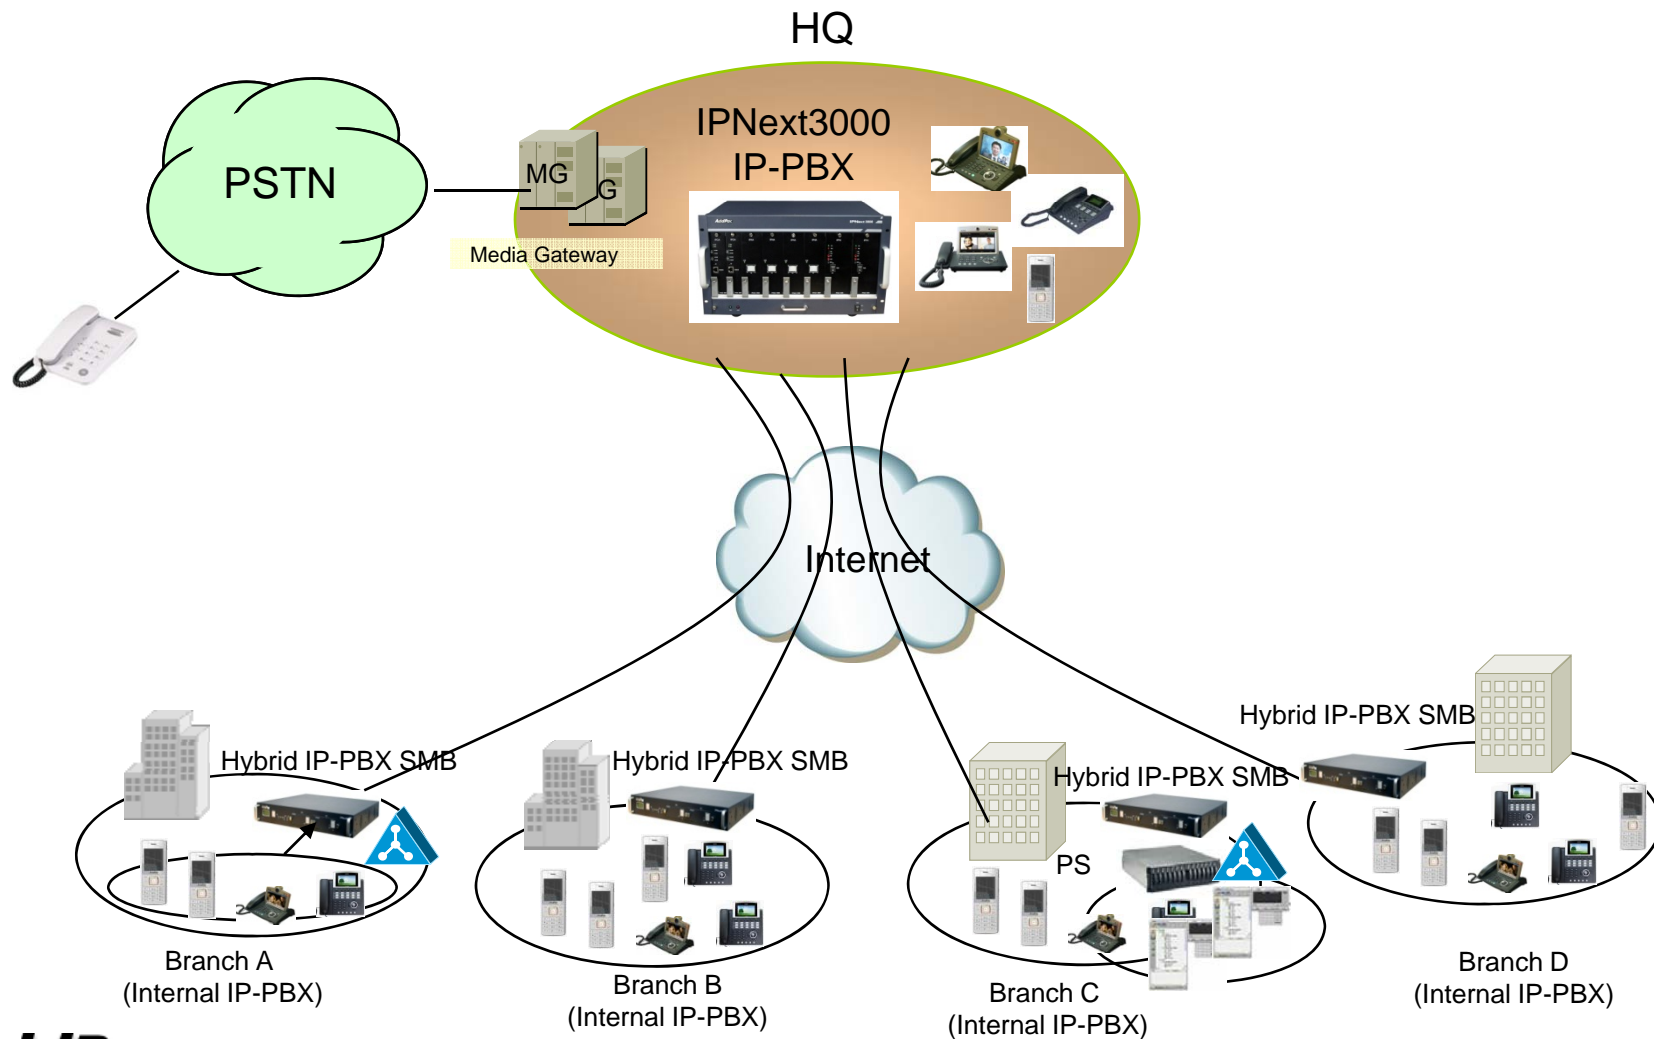 HQ
IPNext3000
IP-PBX
PSTN
MG
G
Media Gateway
Internet
Hybrid IP-PBX SMB
Hybrid IP-PBX SMB
Hybrid IP-PBX SMB
Hybrid IP-PBX SMB
PS
Branch A
(Internal IP-PBX)
Branch B
(Internal IP-PBX)
Branch C
(Internal IP-PBX)
Branch D
(Internal IP-PBX)